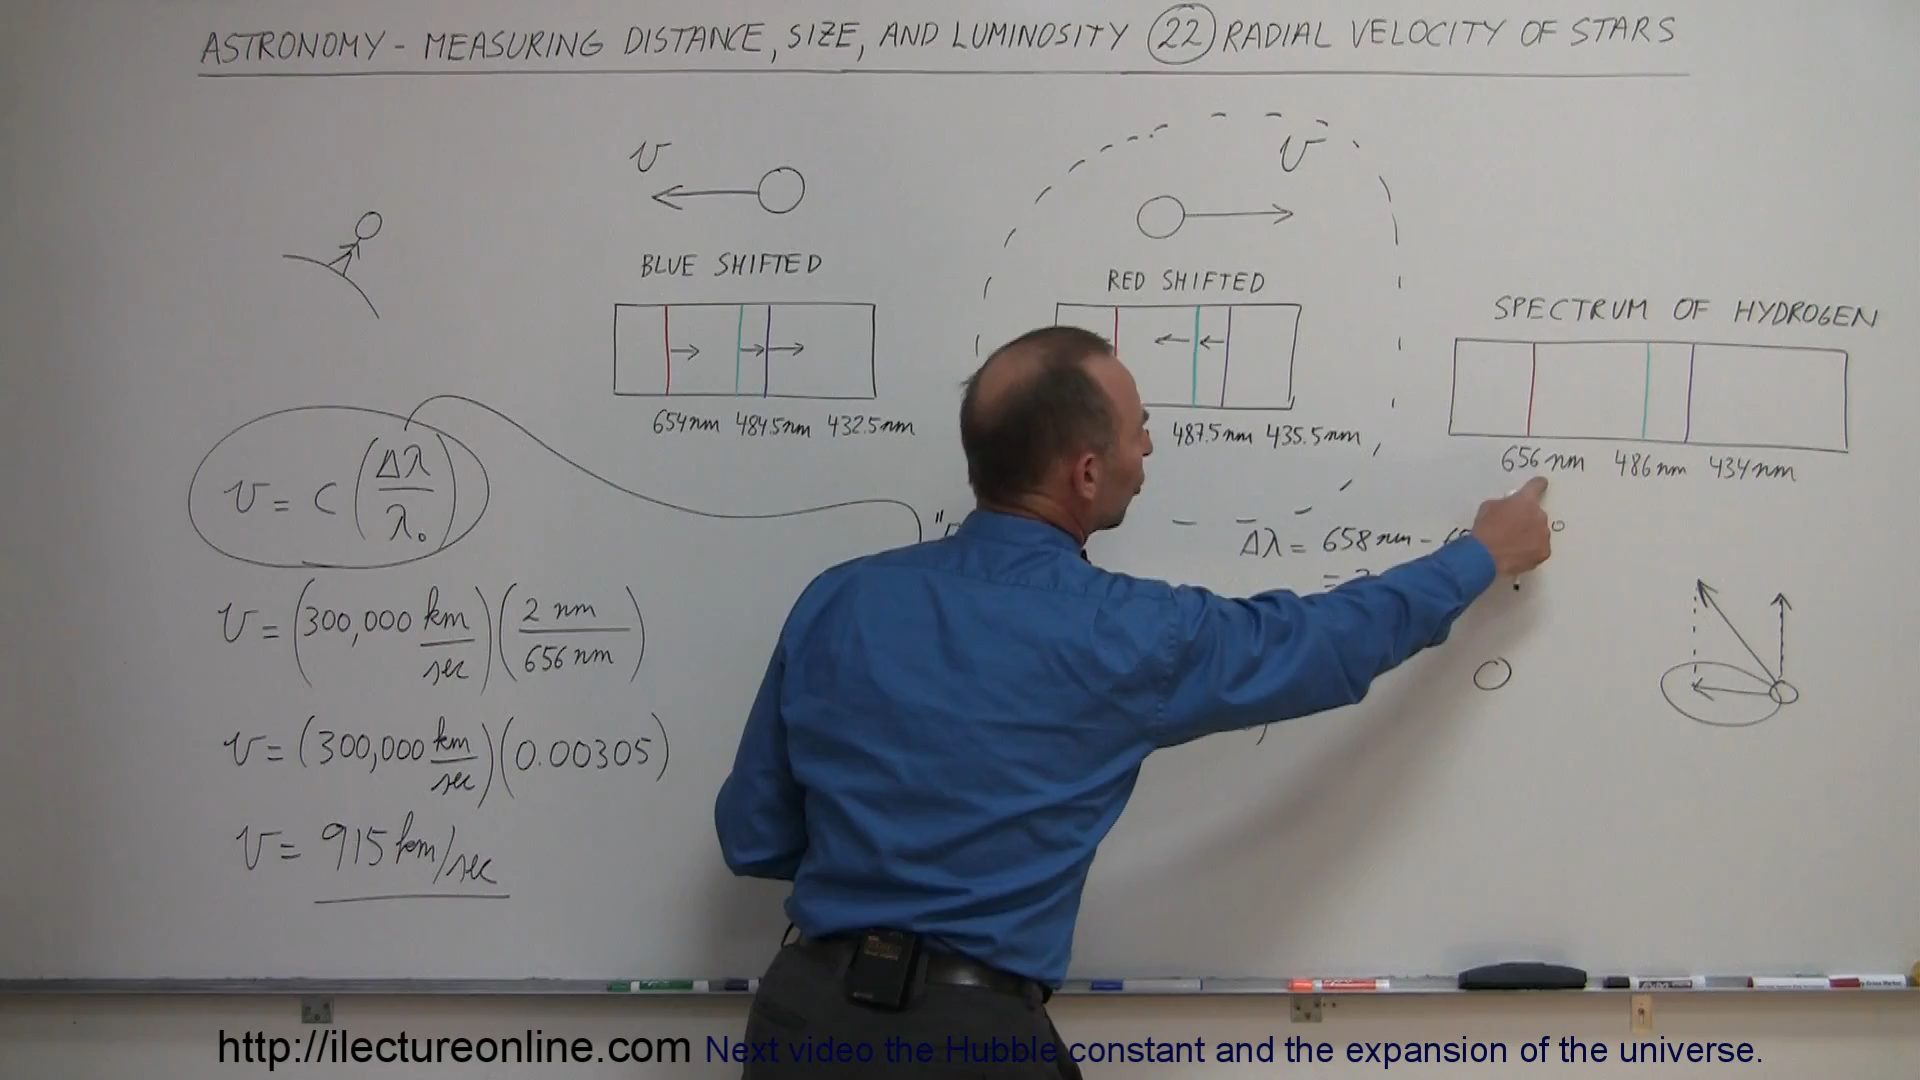 ASTRONOMY - MEASURING DISTANCE, SIZE, AND LUMINOSITY 22 RADIAL VELOCITY OF STARS
v
v
BLUE SHIFTED
RED SHIFTED
SPECTRUM OF HYDROGEN
654nm 484.5nm 432.5nm
487.5nm 435.5nm
656nm 486nm 434nm
v = c (Δλ/λ₀)
Δλ = 658 nm -
=
v = (300,000 km/sec)(2 nm/656 nm)
v = (300,000 km/sec)(0.00305)
v = 915 km/sec
http://ilectureonline.com Next video the Hubble constant and the expansion of the universe.